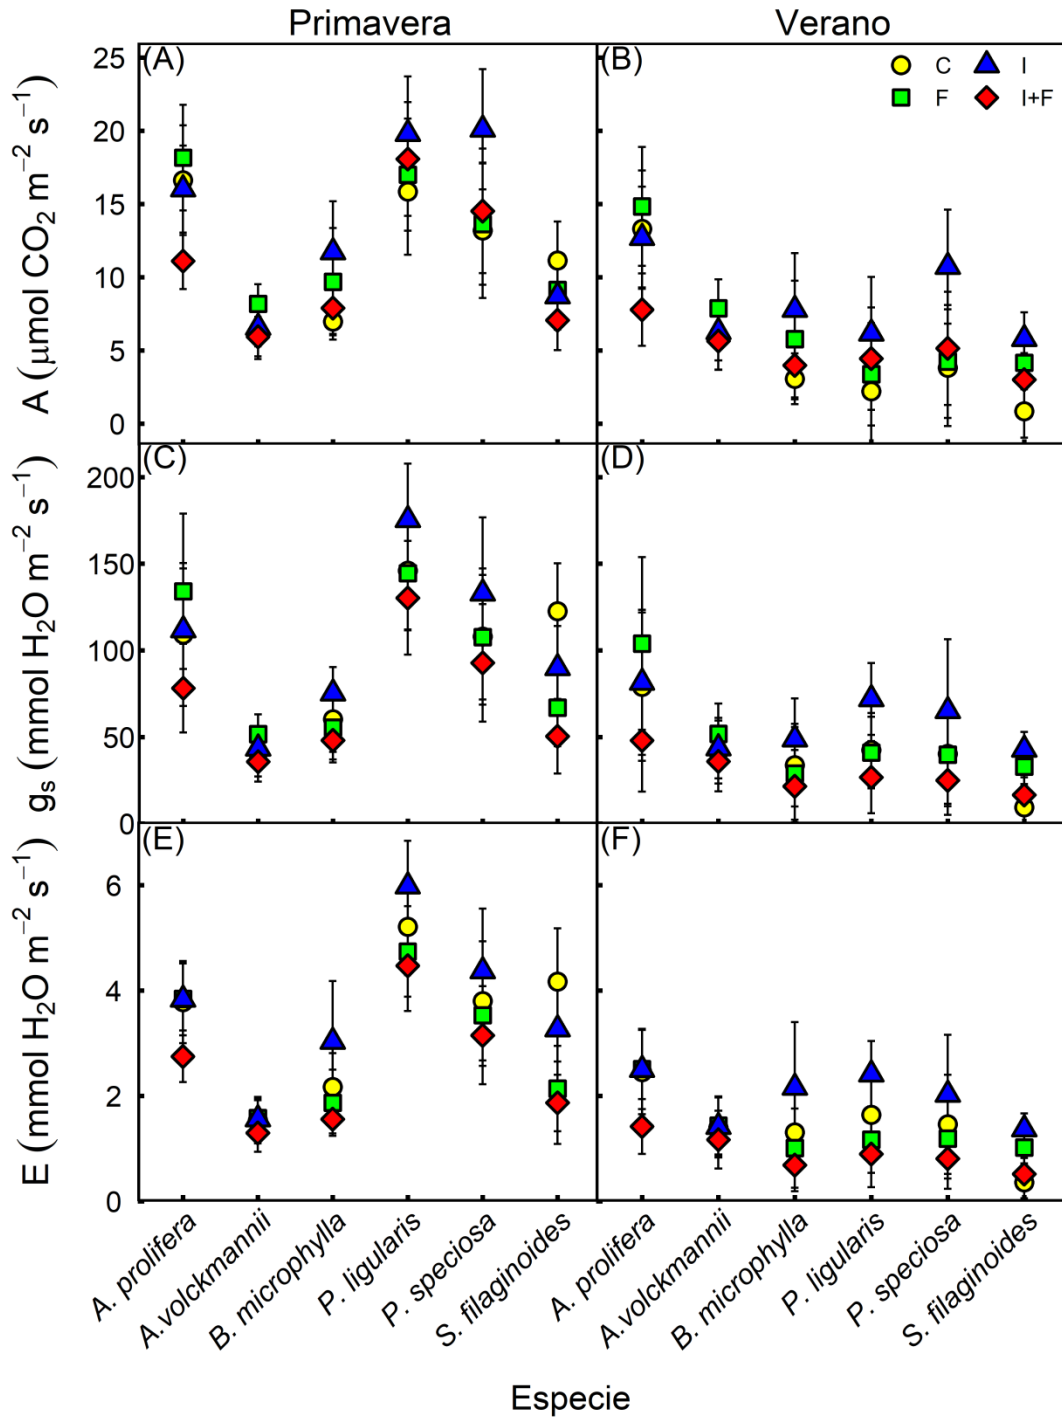 Primavera
Verano
(A)
(B)
C
I
F
I+F
A (μmol CO₂ m⁻² s⁻¹)
25
20
15
10
5
0
(C)
(D)
gₛ (mmol H₂O m⁻² s⁻¹)
200
150
100
50
0
(E)
(F)
E (mmol H₂O m⁻² s⁻¹)
6
4
2
0
A. prolifera
A.volckmannii
B. microphylla
P. ligularis
P. speciosa
S. filaginoides
A. prolifera
A.volckmannii
B. microphylla
P. ligularis
P. speciosa
S. filaginoides
Especie